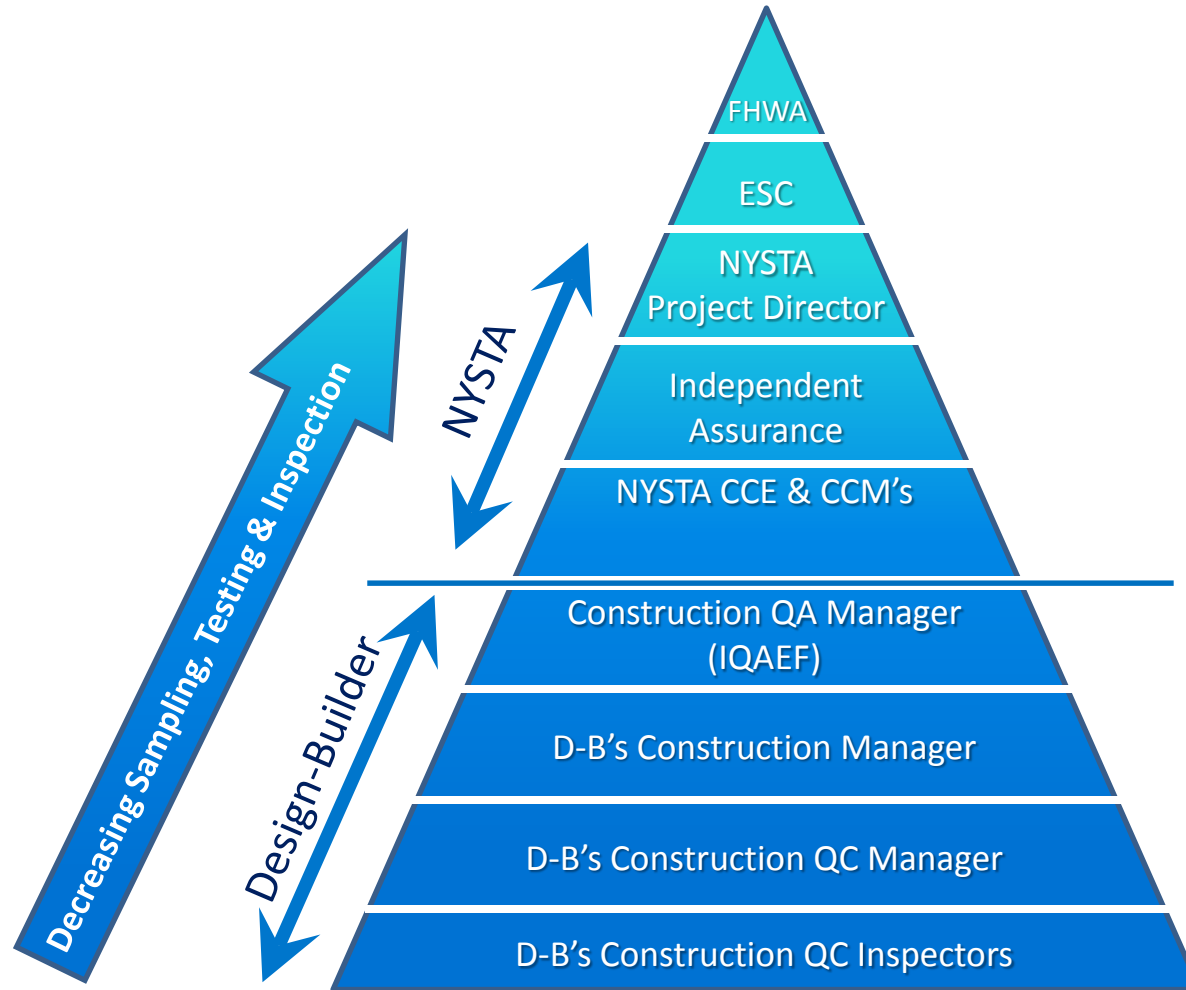 FHWA
ESC
NYSTA
Project Director
Independent
Assurance
NYSTA CCE & CCM's
Construction QA Manager
(IQAEF)
D-B's Construction Manager
D-B's Construction QC Manager
D-B's Construction QC Inspectors
NYSTA
Design-Builder
Decreasing Sampling, Testing & Inspection